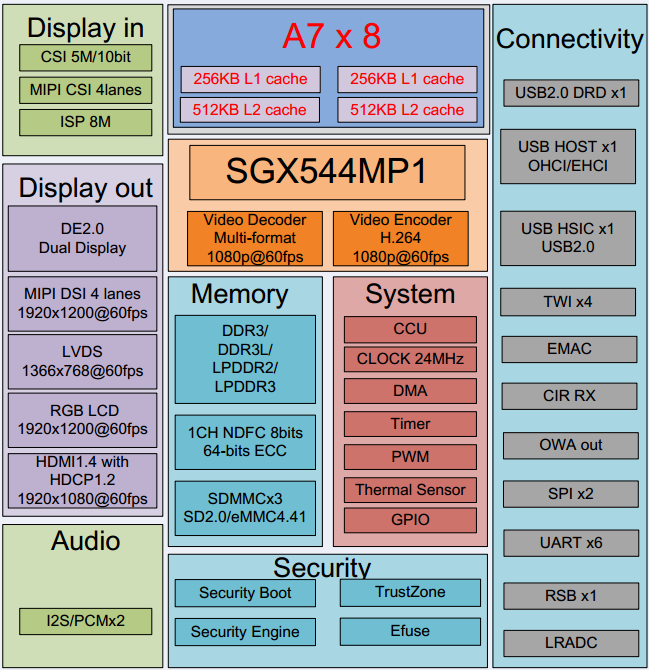 Display in
CSI 5M/10bit
MIPI CSI 4lanes
ISP 8M
Display out
DE2.0
Dual Display
MIPI DSI 4 lanes
1920x1200@60fps
LVDS
1366x768@60fps
RGB LCD
1920x1200@60fps
HDMI1.4 with
HDCP1.2
1920x1080@60fps
Audio
I2S/PCMx2
A7 x 8
256KB L1 cache
256KB L1 cache
512KB L2 cache
512KB L2 cache
SGX544MP1
Video Decoder
Multi-format
1080p@60fps
Video Encoder
H.264
1080p@60fps
Memory
DDR3/
DDR3L/
LPDDR2/
LPDDR3
1CH NDFC 8bits
64-bits ECC
SDMMCx3
SD2.0/eMMC4.41
System
CCU
CLOCK 24MHz
DMA
Timer
PWM
Thermal Sensor
GPIO
Security
Security Boot
TrustZone
Security Engine
Efuse
Connectivity
USB2.0 DRD x1
USB HOST x1
OHCI/EHCI
USB HSIC x1
USB2.0
TWI x4
EMAC
CIR RX
OWA out
SPI x2
UART x6
RSB x1
LRADC